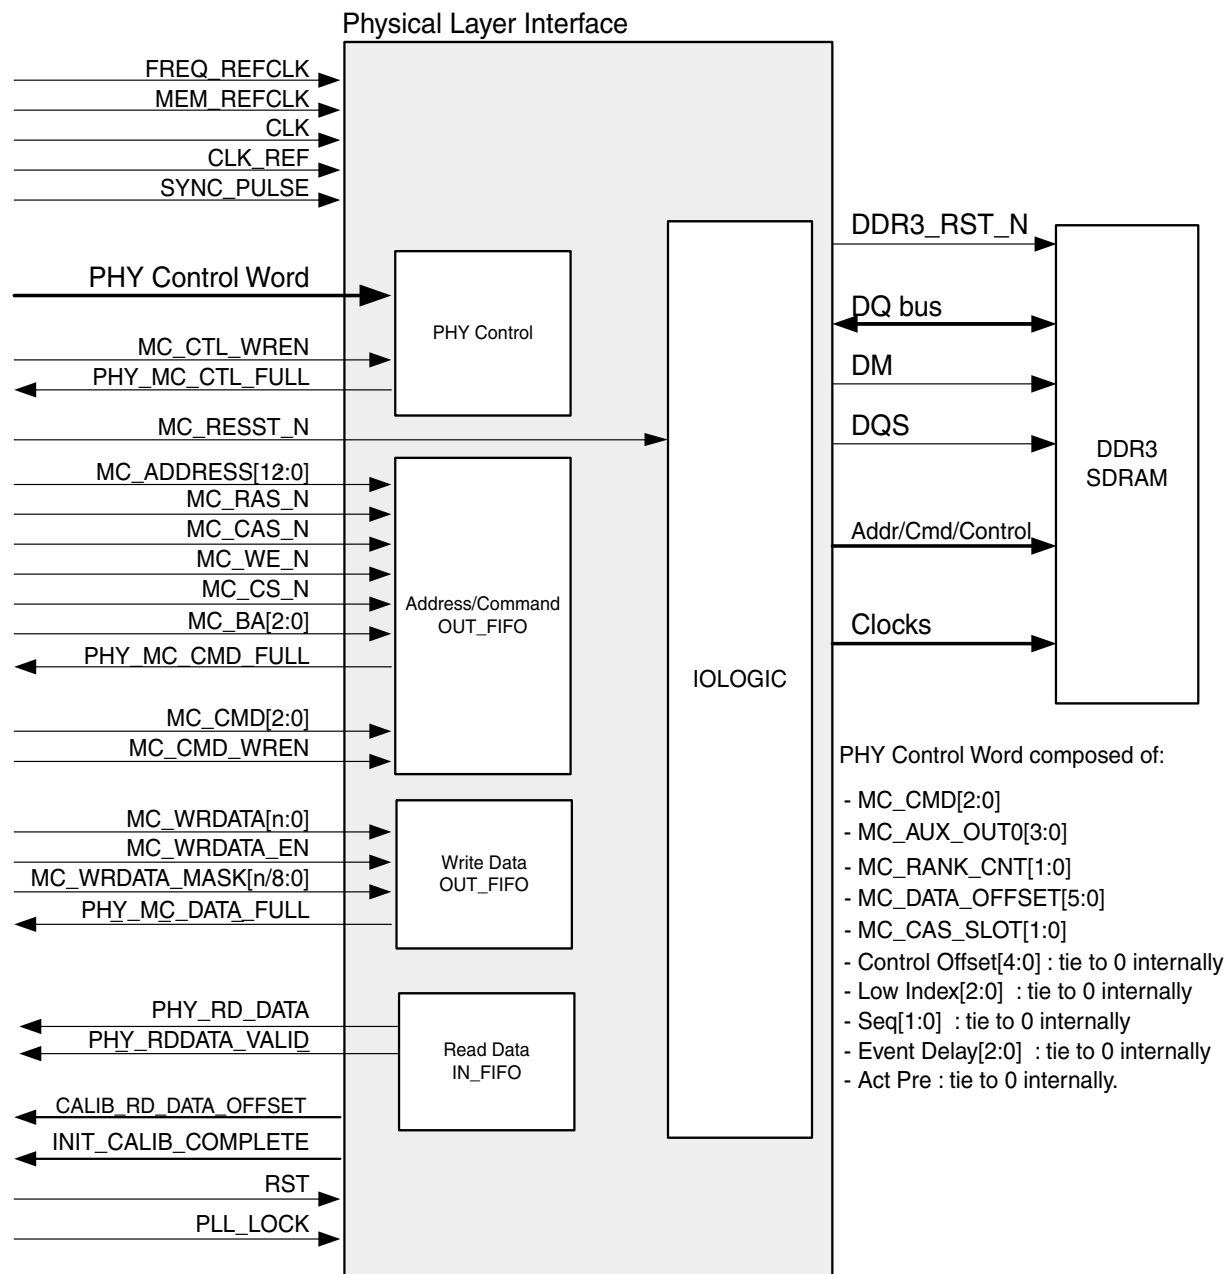 Physical Layer Interface
FREQ_REFCLK
MEM_REFCLK
CLK
CLK_REF
SYNC_PULSE
PHY Control Word
MC_CTL_WREN
PHY_MC_CTL_FULL
PHY Control
MC_RESST_N
MC_ADDRESS[12:0]
MC_RAS_N
MC_CAS_N
MC_WE_N
MC_CS_N
MC_BA[2:0]
PHY_MC_CMD_FULL
MC_CMD[2:0]
MC_CMD_WREN
Address/Command
OUT_FIFO
MC_WRDATA[n:0]
MC_WRDATA_EN
MC_WRDATA_MASK[n/8:0]
PHY_MC_DATA_FULL
Write Data
OUT_FIFO
PHY_RD_DATA
PHY_RDDATA_VALID
Read Data
IN_FIFO
CALIB_RD_DATA_OFFSET
INIT_CALIB_COMPLETE
RST
PLL_LOCK
IOLOGIC
DDR3_RST_N
DQ bus
DM
DQS
Addr/Cmd/Control
Clocks
DDR3
SDRAM
PHY Control Word composed of:
- MC_CMD[2:0]
- MC_AUX_OUT0[3:0]
- MC_RANK_CNT[1:0]
- MC_DATA_OFFSET[5:0]
- MC_CAS_SLOT[1:0]
- Control Offset[4:0] : tie to 0 internally
- Low Index[2:0] : tie to 0 internally
- Seq[1:0] : tie to 0 internally
- Event Delay[2:0] : tie to 0 internally
- Act Pre : tie to 0 internally.